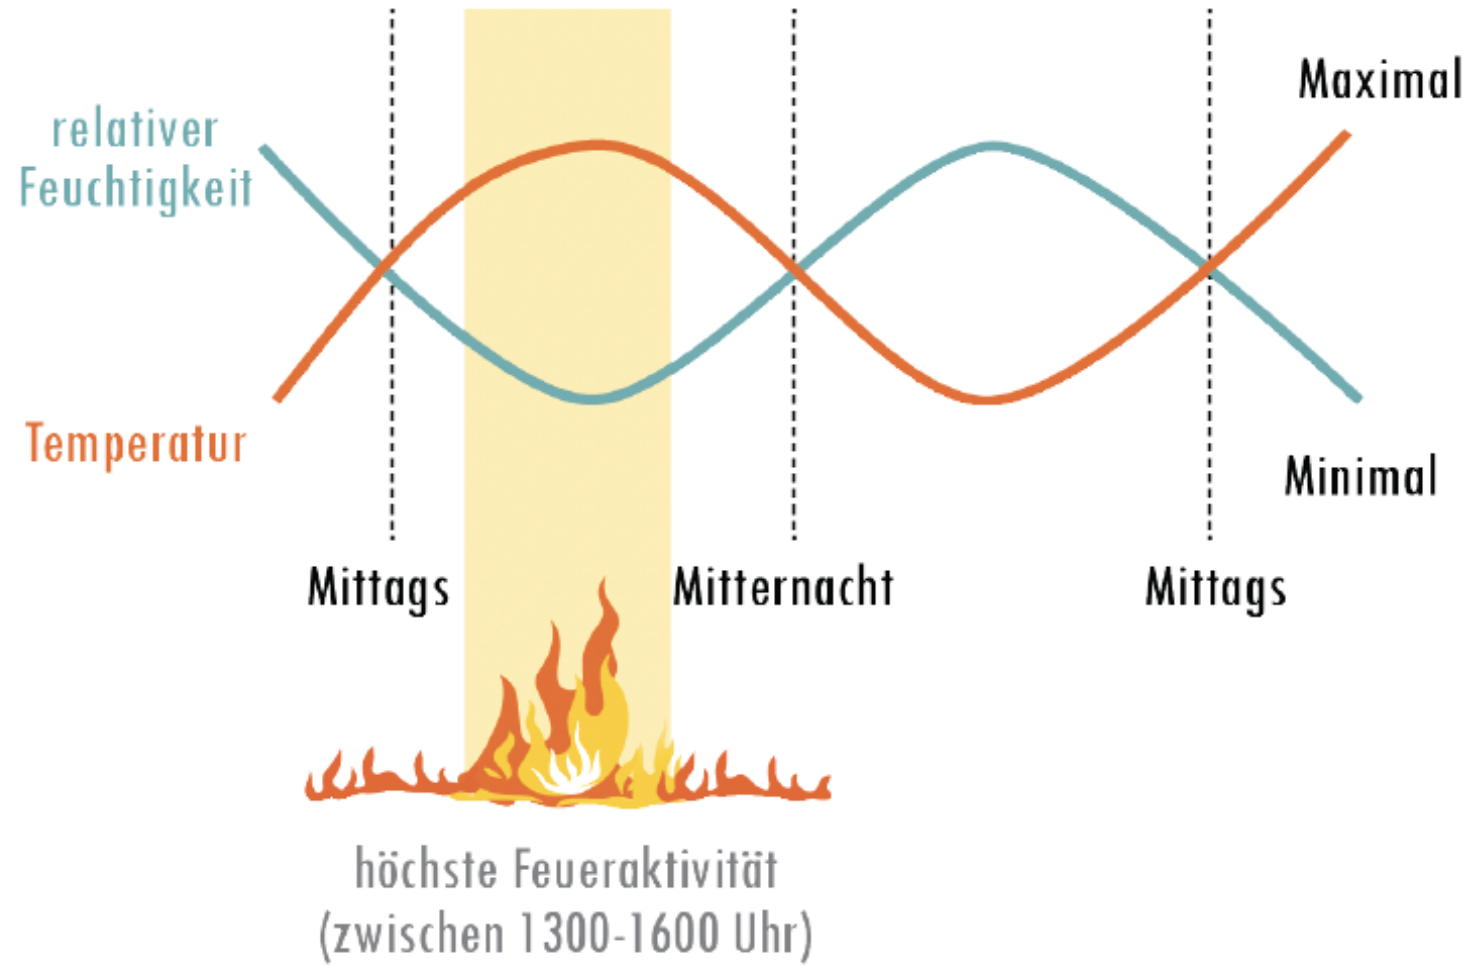 Maximal
relativer
Feuchtigkeit
Temperatur
Minimal
Mittags
Mitternacht
Mittags
höchste Feueraktivität
(zwischen 1300-1600 Uhr)